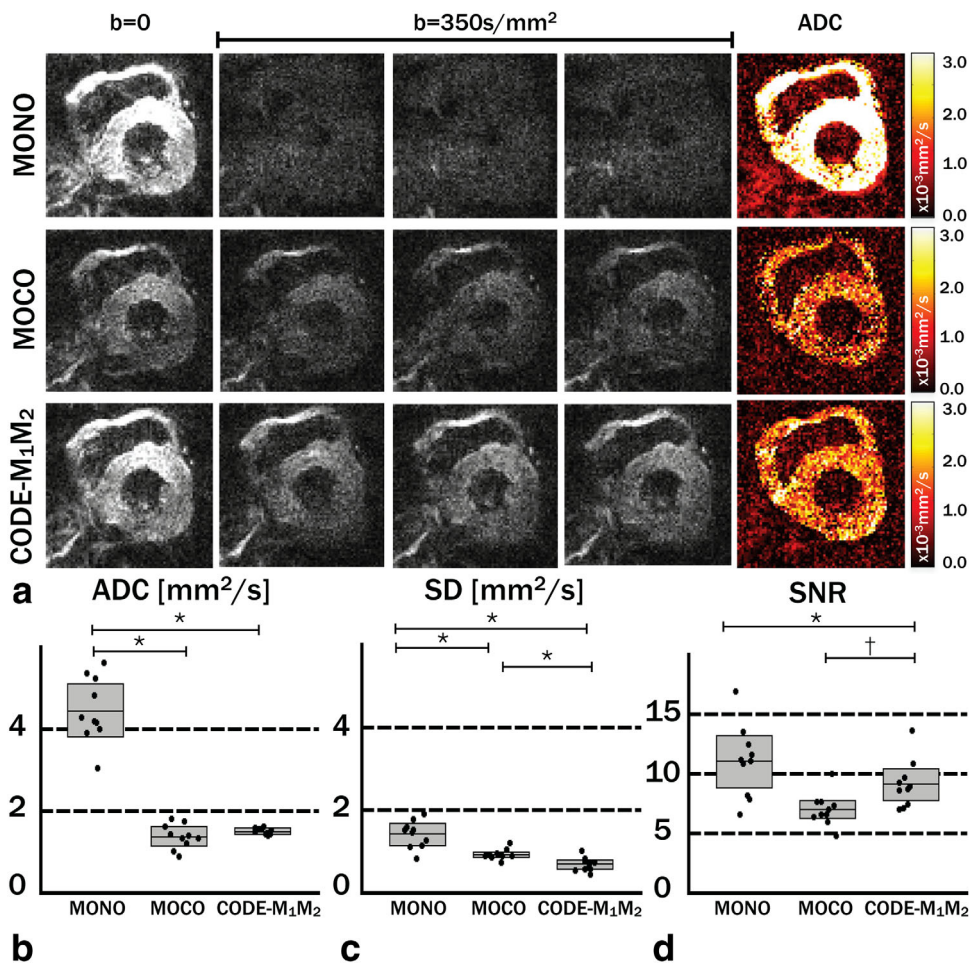 b=0 b=350s/mm² ADC
MONO
3.0
2.0
1.0
0.0
x10⁻³mm²/s
MOCO
3.0
2.0
1.0
0.0
x10⁻³mm²/s
CODE-M₁M₂
3.0
2.0
1.0
0.0
x10⁻³mm²/s
a
ADC [mm²/s]
*
*
4
2
0
MONO MOCO CODE-M₁M₂
b
SD [mm²/s]
*
*
*
4
2
0
MONO MOCO CODE-M₁M₂
c
SNR
*
†
15
10
5
0
MONO MOCO CODE-M₁M₂
d